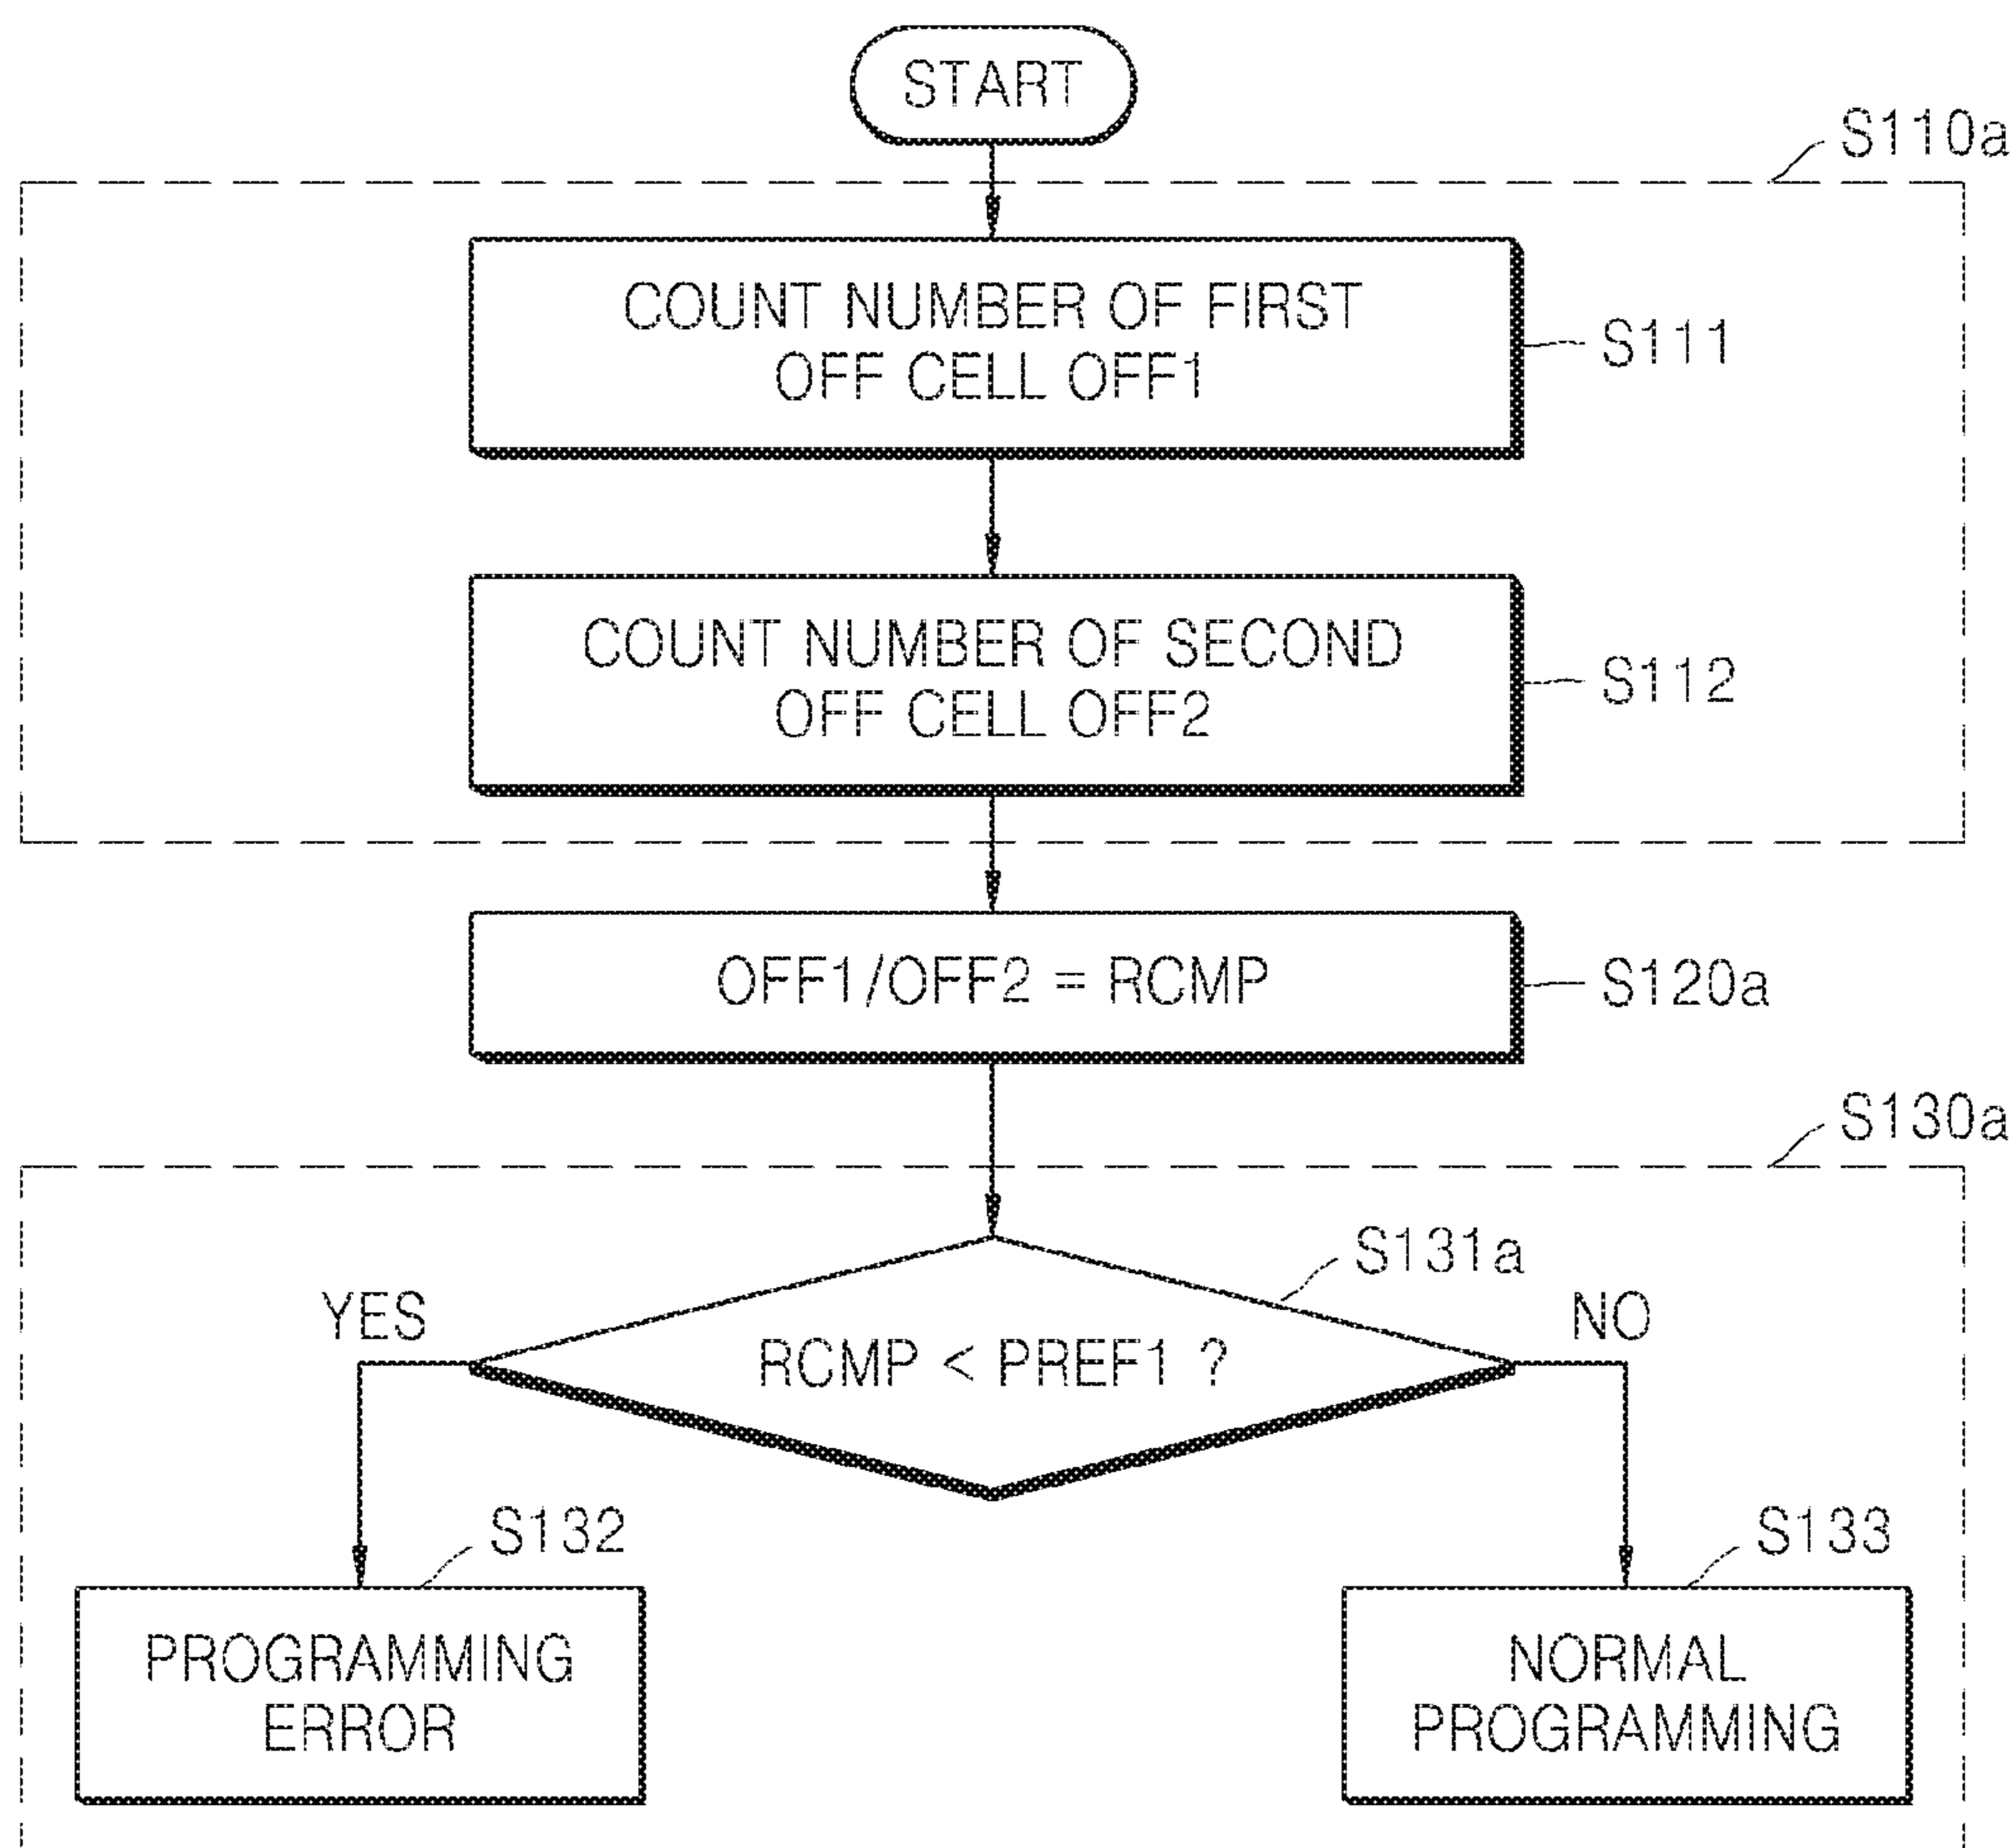 START
S110a
COUNT NUMBER OF FIRST
OFF CELL OFF1
S111
COUNT NUMBER OF SECOND
OFF CELL OFF2
S112
OFF1/OFF2 = RCMP
S120a
S130a
S131a
YES
NO
RCMP < PREF1 ?
S132
S133
PROGRAMMING
ERROR
NORMAL
PROGRAMMING